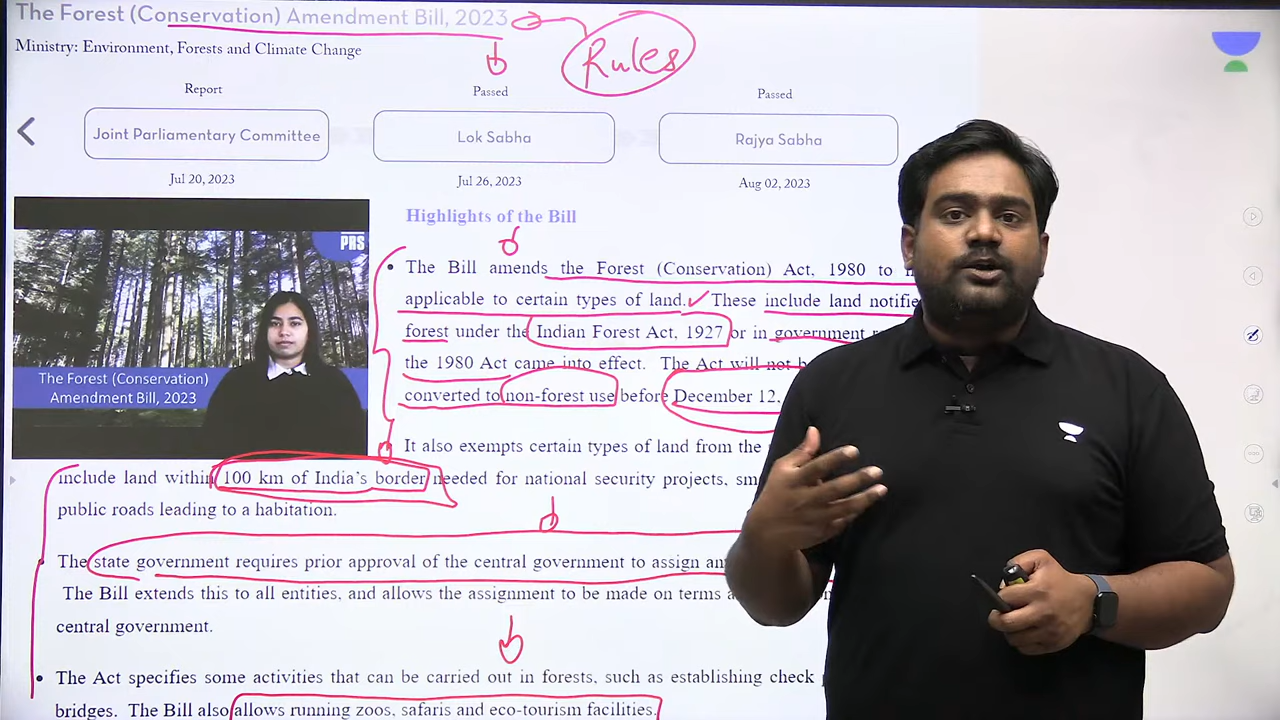 The Forest (Conservation) Amendment Bill, 2023
Rules
Ministry: Environment, Forests and Climate Change
Report
Passed
Passed
Joint Parliamentary Committee
Lok Sabha
Rajya Sabha
Jul 20, 2023
Jul 26, 2023
Aug 02, 2023
PRS
The Forest (Conservation)
Amendment Bill, 2023
Highlights of the Bill
• The Bill amends the Forest (Conservation) Act, 1980 to
applicable to certain types of land. These include land
forest under the Indian Forest Act, 1927 or in government
the 1980 Act came into effect. The Act will not
converted to non-forest use before December 12,
It also exempts certain types of land from the
include land within 100 km of India's border needed for national security projects,
public roads leading to a habitation.
The state government requires prior approval of the central government to assign
The Bill extends this to all entities, and allows the assignment to be made on terms
central government.
• The Act specifies some activities that can be carried out in forests, such as establishing check
bridges. The Bill also allows running zoos, safaris and eco-tourism facilities.